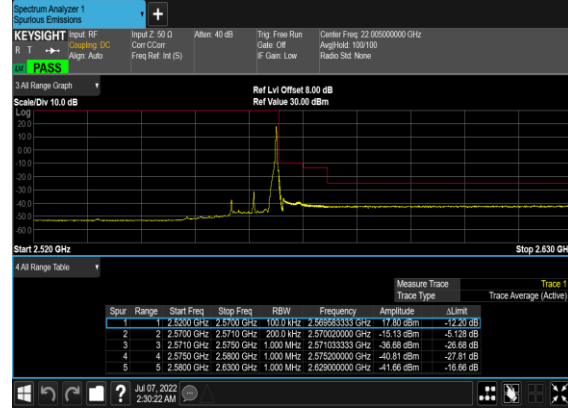 Spectrum Analyzer 1
Spurious Emissions
KEYSIGHT Input: RF Input Z: 50 Ω Atten: 40 dB Trig: Free Run Center Freq: 22.005000000 GHz
R T Coupling: DC Corr CCorr Gate: Off Avg|Hold: 100/100
Align: Auto Freq Ref: Int (S) IF Gain: Low Radio Std: None
PASS
3 All Range Graph
Ref Lvl Offset 8.00 dB
Scale/Div 10.0 dB Ref Value 30.00 dBm
Log
20.0
10.0
0.00
-10.0
-20.0
-30.0
-40.0
-50.0
-60.0
Start 2.520 GHz Stop 2.630 GH
4 All Range Table
Measure Trace Trace 1
Trace Type Trace Average (Active)
Spur Range Start Freq Stop Freq RBW Frequency Amplitude ΔLimit
1 1 2.5200 GHz 2.5700 GHz 100.0 kHz 2.569583333 GHz 17.80 dBm -12.20 dB
2 2 2.5700 GHz 2.5710 GHz 200.0 kHz 2.570020000 GHz -15.13 dBm -5.128 dB
3 3 2.5710 GHz 2.5750 GHz 1.000 MHz 2.571033333 GHz -36.68 dBm -26.68 dB
4 4 2.5750 GHz 2.5800 GHz 1.000 MHz 2.575200000 GHz -40.81 dBm -27.81 dB
5 5 2.5800 GHz 2.6300 GHz 1.000 MHz 2.629000000 GHz -41.66 dBm -16.66 dB
Jul 07, 2022
2:30:22 AM